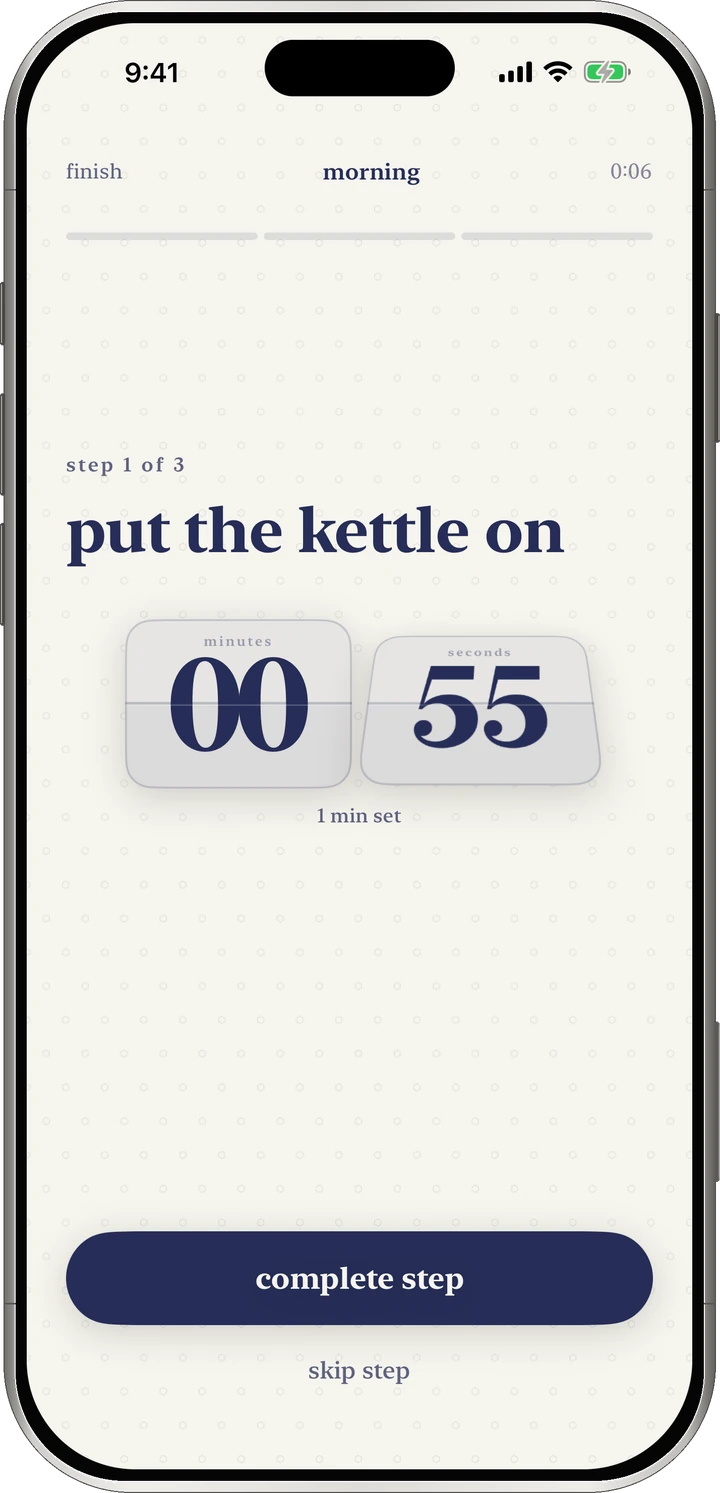 9:41
finish morning 0:06
step 1 of 3
put the kettle on
minutes seconds
00 55
1 min set
complete step
skip step